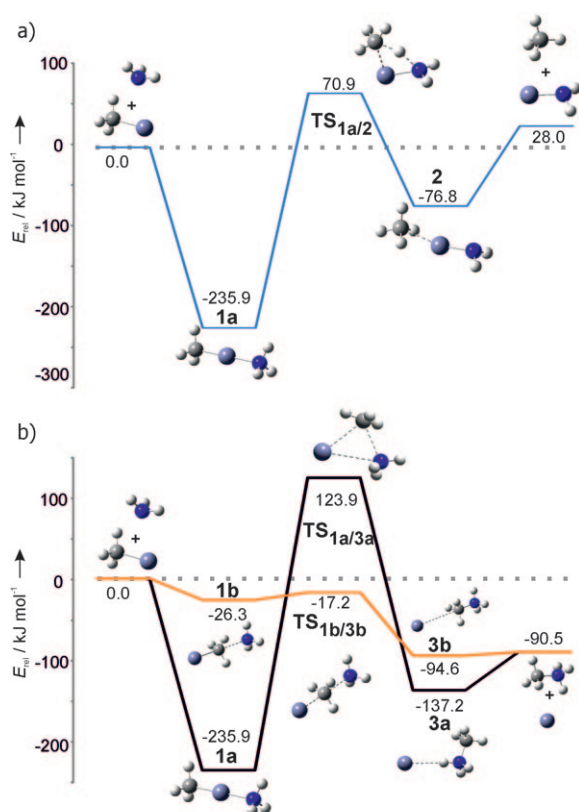 a)
100
0
-100
-200
-300
E rel / kJ mol⁻¹ →
+
0.0
-235.9
1a
70.9
TS1a/2
2
-76.8
+
28.0
b)
100
0
-100
-200
E rel / kJ mol⁻¹ →
+
0.0
1b
-26.3
-235.9
1a
123.9
TS1a/3a
-17.2
TS1b/3b
3b
-94.6
-137.2
3a
-90.5
+